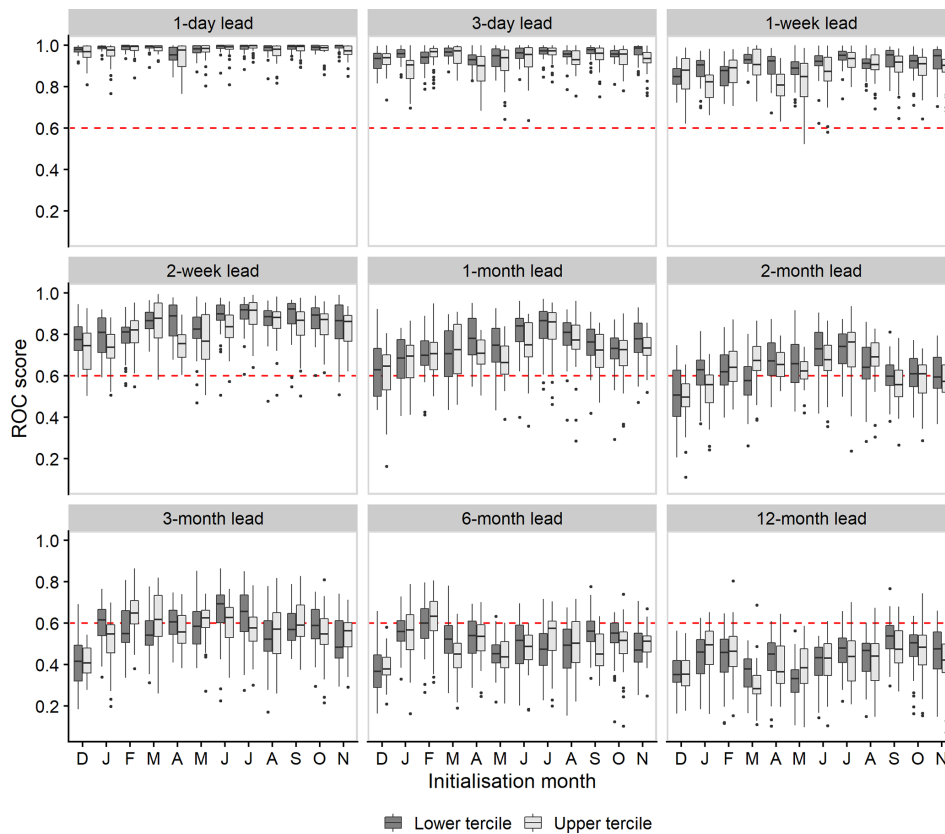 1-day lead 3-day lead 1-week lead
1.0
0.8
0.6
0.4
0.2
2-week lead 1-month lead 2-month lead
1.0
0.8
0.6
0.4
0.2
ROC score
3-month lead 6-month lead 12-month lead
1.0
0.8
0.6
0.4
0.2
D J F M A M J J A S O N D J F M A M J J A S O N D J F M A M J J A S O N
Initialisation month
Lower tercile Upper tercile